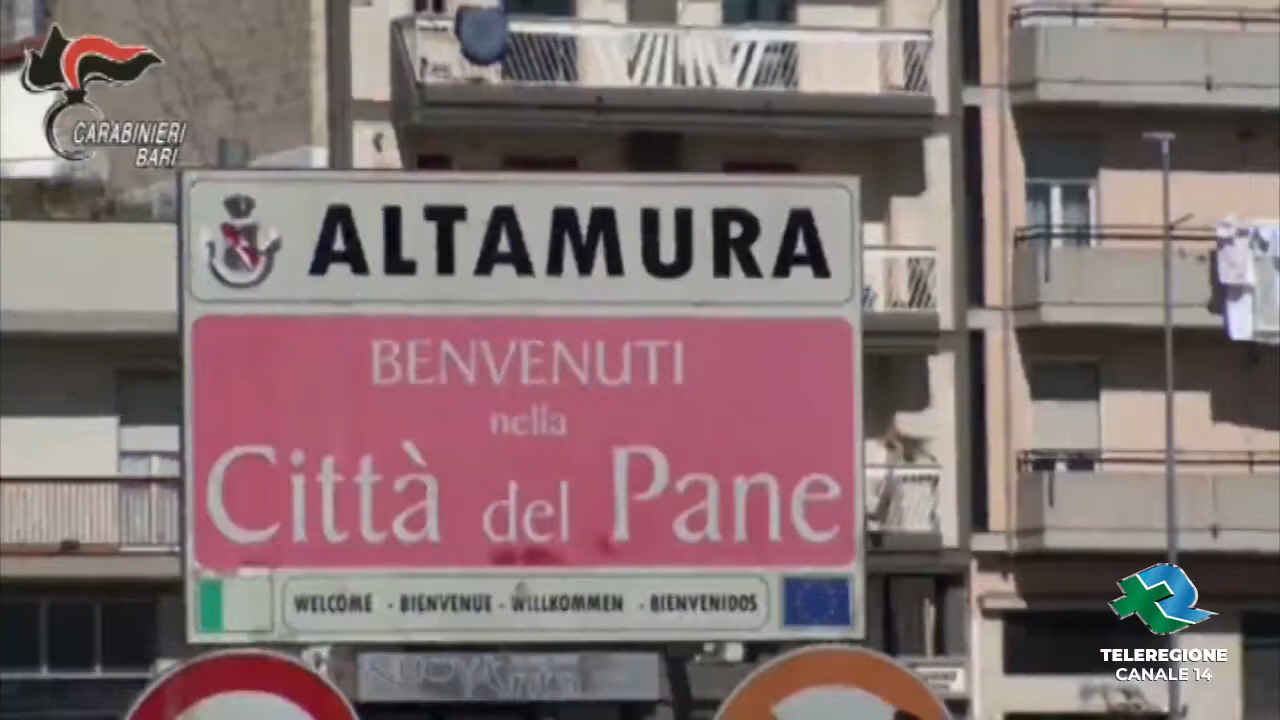 CARABINIERI
BARI
ALTAMURA
BENVENUTI
nella
Città del Pane
WELCOME - BIENVENUE - WILLKOMMEN - BIENVENIDOS
TELEREGIONE
CANALE 14